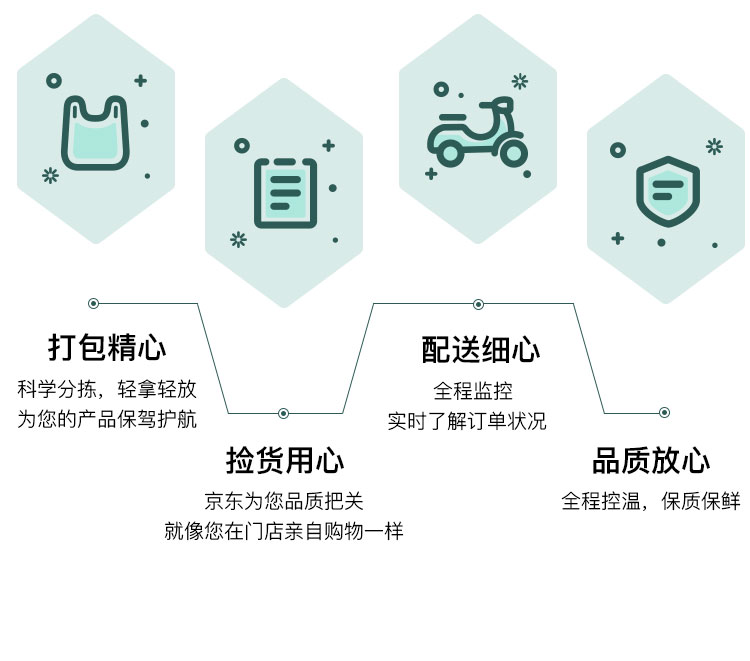 打包精心
科学分拣，轻拿轻放
为您的产品保驾护航
捡货用心
京东为您品质把关
就像您在门店亲自购物一样
配送细心
全程监控
实时了解订单状况
品质放心
全程控温，保质保鲜